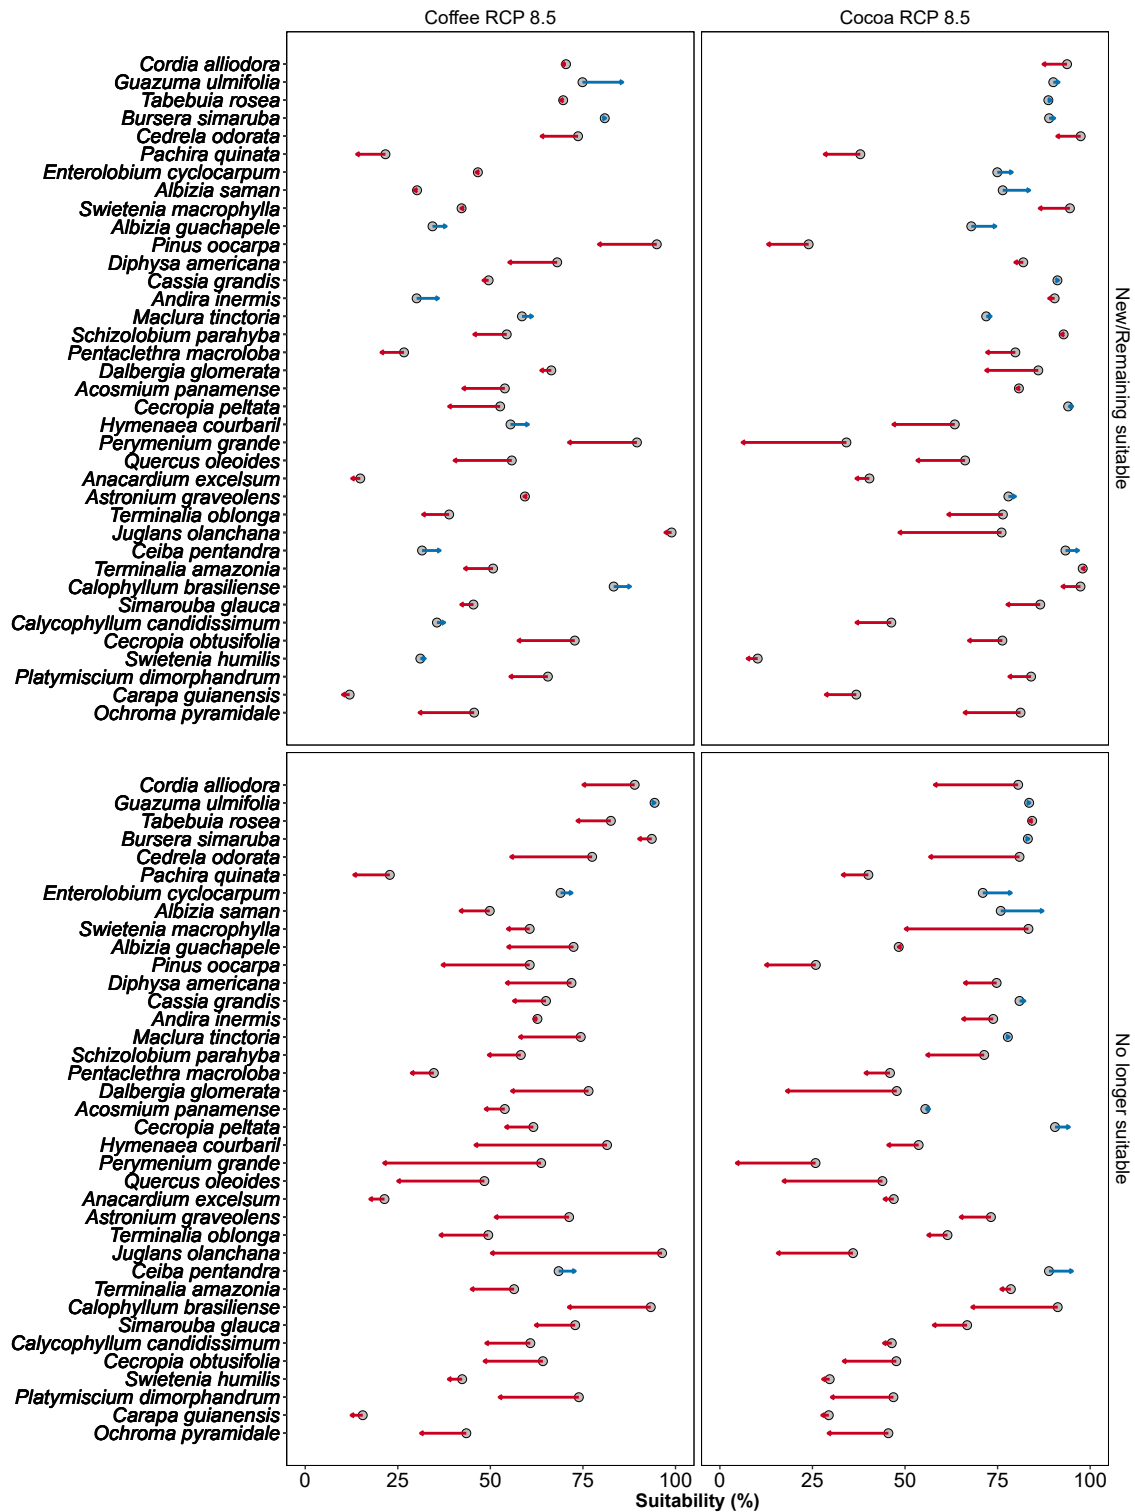 Coffee RCP 8.5
Cocoa RCP 8.5
Cordia alliodora
Guazuma ulmifolia
Tabebuia rosea
Bursera simaruba
Cedrela odorata
Pachira quinata
Enterolobium cyclocarpum
Albizia saman
Swietenia macrophylla
Albizia guachapele
Pinus oocarpa
Diphysa americana
Cassia grandis
Andira inermis
Maclura tinctoria
Schizolobium parahyba
Pentaclethra macroloba
Dalbergia glomerata
Acosmium panamense
Cecropia peltata
Hymenaea courbaril
Perymenium grande
Quercus oleoides
Anacardium excelsum
Astronium graveolens
Terminalia oblonga
Juglans olanchana
Ceiba pentandra
Terminalia amazonia
Calophyllum brasiliense
Simarouba glauca
Calycophyllum candidissimum
Cecropia obtusifolia
Swietenia humilis
Platymiscium dimorphandrum
Carapa guianensis
Ochroma pyramidale
New/Remaining suitable
Cordia alliodora
Guazuma ulmifolia
Tabebuia rosea
Bursera simaruba
Cedrela odorata
Pachira quinata
Enterolobium cyclocarpum
Albizia saman
Swietenia macrophylla
Albizia guachapele
Pinus oocarpa
Diphysa americana
Cassia grandis
Andira inermis
Maclura tinctoria
Schizolobium parahyba
Pentaclethra macroloba
Dalbergia glomerata
Acosmium panamense
Cecropia peltata
Hymenaea courbaril
Perymenium grande
Quercus oleoides
Anacardium excelsum
Astronium graveolens
Terminalia oblonga
Juglans olanchana
Ceiba pentandra
Terminalia amazonia
Calophyllum brasiliense
Simarouba glauca
Calycophyllum candidissimum
Cecropia obtusifolia
Swietenia humilis
Platymiscium dimorphandrum
Carapa guianensis
Ochroma pyramidale
No longer suitable
0 25 50 75 100
0 25 50 75 100
Suitability (%)